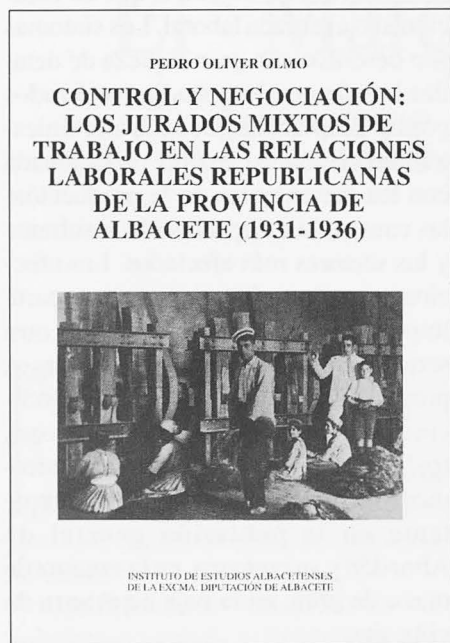 PEDRO OLIVER OLMO
CONTROL Y NEGOCIACIÓN:
LOS JURADOS MIXTOS DE
TRABAJO EN LAS RELACIONES
LABORALES REPUBLICANAS
DE LA PROVINCIA DE
ALBACETE (1931-1936)
INSTITUTO DE ESTUDIOS ALBACETENSES
DE LA EXCMA. DIPUTACIÓN DE ALBACETE